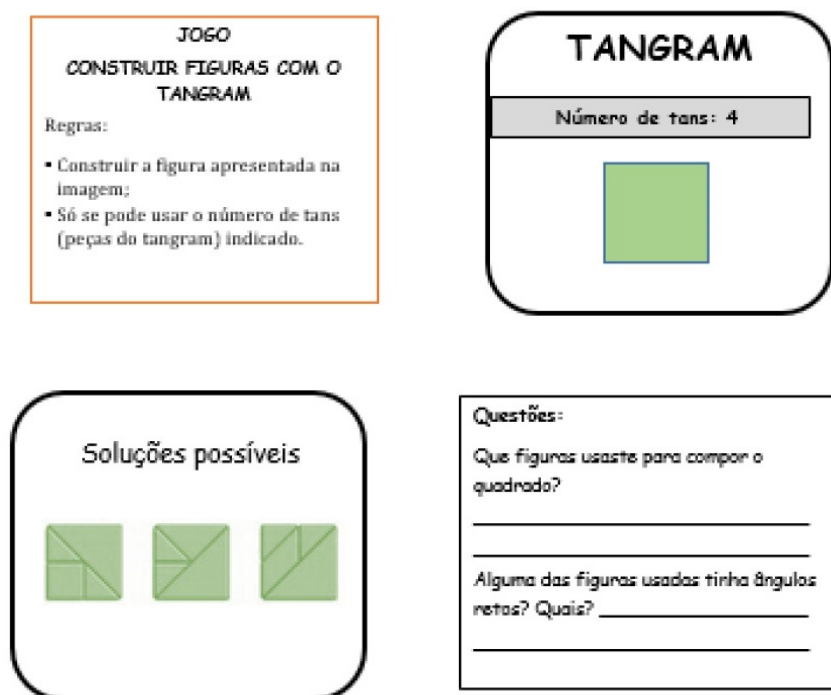 JOGO
CONSTRUIR FIGURAS COM O
TANGRAM
Regras:
▪ Construir a figura apresentada na
imagem;
▪ Só se pode usar o número de tans
(peças do tangram) indicado.
TANGRAM
Número de tans: 4
Soluções possíveis
Questões:
Que figuras usaste para compor o
quadrado?
Alguma das figuras usadas tinha ângulos
retos? Quais?